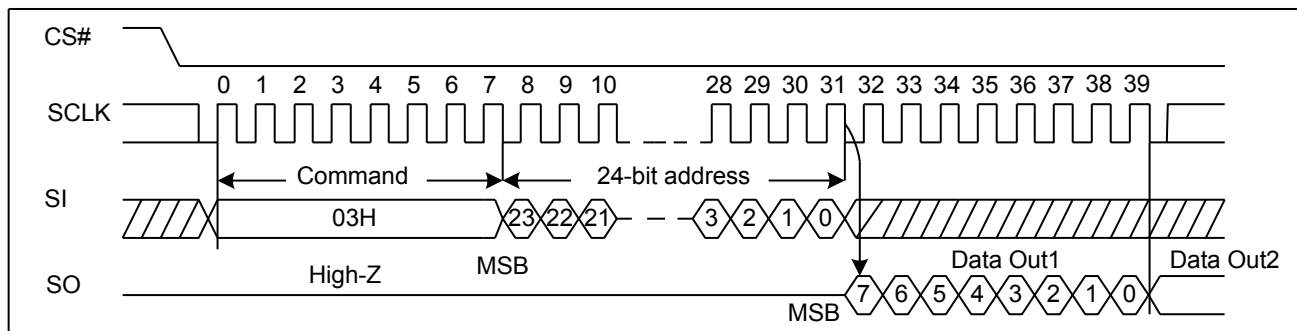 CS#
0 1 2 3 4 5 6 7 8 9 10 28 29 30 31 32 33 34 35 36 37 38 39
SCLK
Command 24-bit address
SI
03H 23 22 21 3 2 1 0
High-Z MSB Data Out1 Data Out2
SO
MSB 7 6 5 4 3 2 1 0